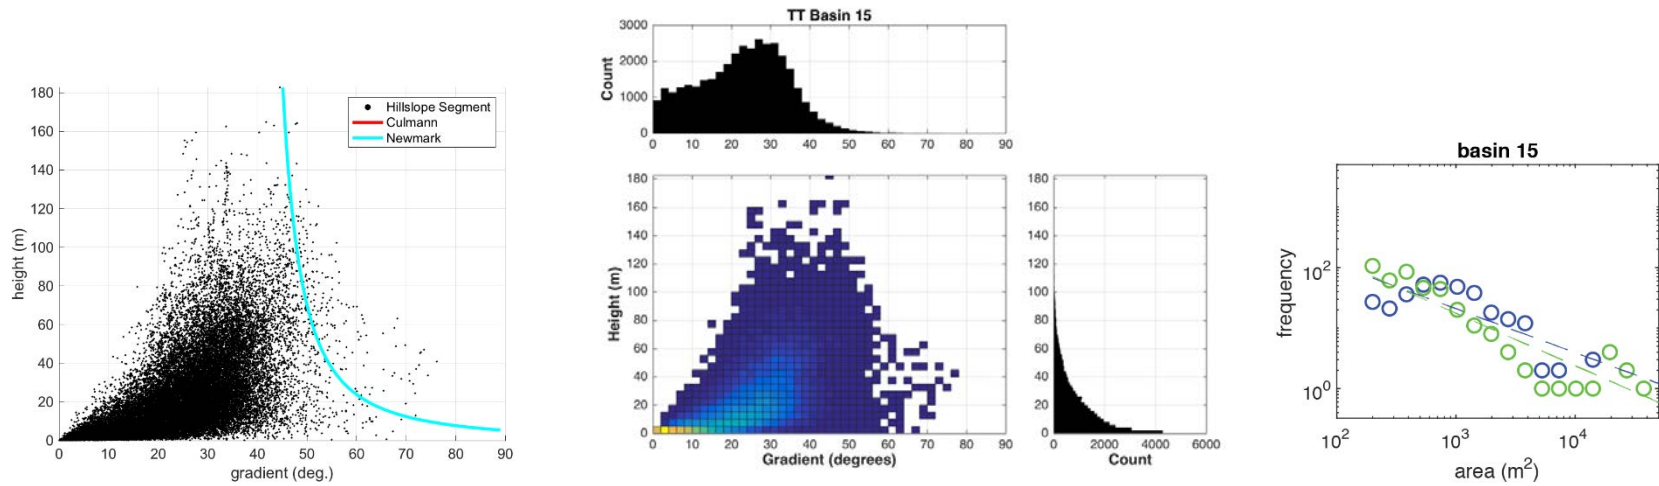 180
160
140
120
100
80
60
40
20
0
height (m)
0 10 20 30 40 50 60 70 80 90
gradient (deg.)
Hillslope Segment
Culmann
Newmark
TT Basin 15
3000
2000
1000
0
Count
0 10 20 30 40 50 60 70 80 90
180
160
140
120
100
80
60
40
20
0
Height (m)
0 10 20 30 40 50 60 70 80 90
Gradient (degrees)
180
160
140
120
100
80
60
40
20
0
0 2000 4000 6000
Count
basin 15
10²
10⁰
frequency
10² 10³ 10⁴
area (m²)